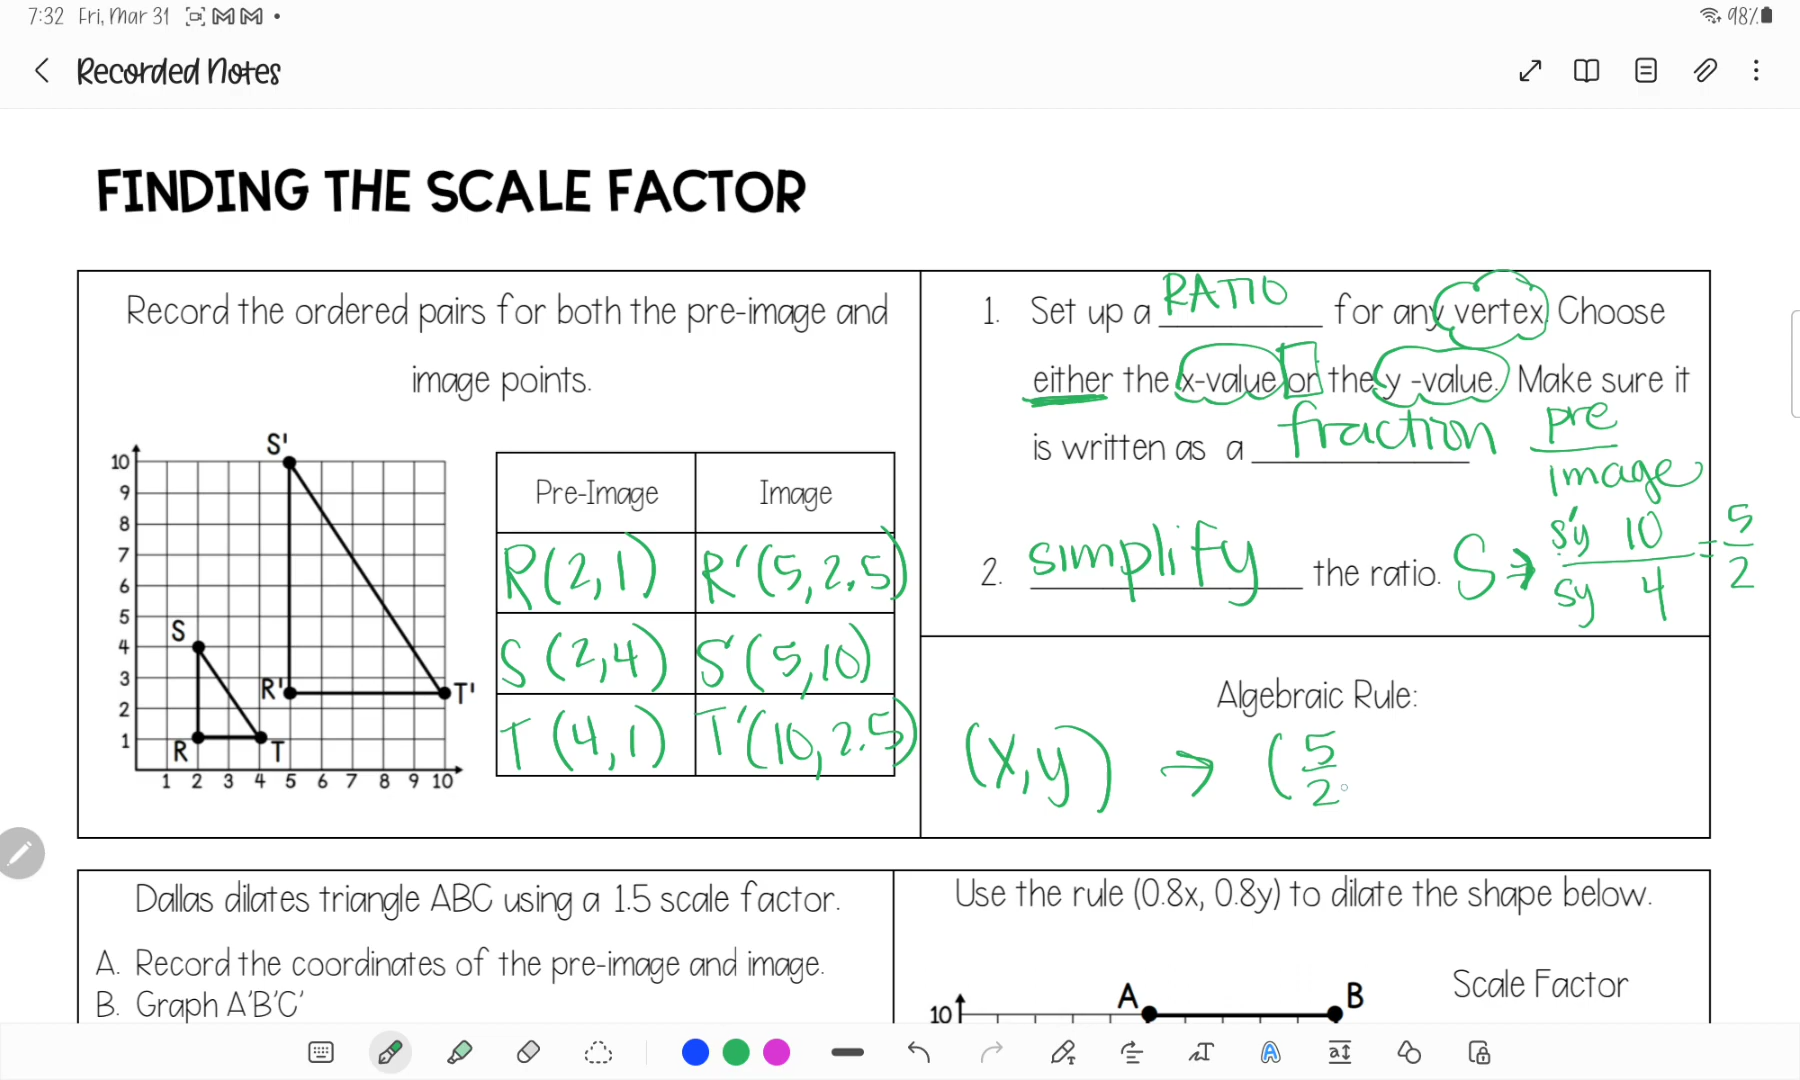 7:32 Fri, Mar 31
98%
Recorded Notes
FINDING THE SCALE FACTOR
Record the ordered pairs for both the pre-image and
image points.
S'
10
9
8
7
6
5
4
3
2
1
S
R'
T'
R
T
1 2 3 4 5 6 7 8 9 10
Pre-Image Image
R(2,1) R'(5,2.5)
S(2,4) S'(5,10)
T(4,1) T'(10,2.5)
1. Set up a RATIO for any vertex. Choose
either the x-value or the y-value. Make sure it
is written as a fraction
pre
image
2. simplify the ratio.
S → S'y 10 / Sy 4 = 5/2
Algebraic Rule:
(x,y) → (5/2
Dallas dilates triangle ABC using a 1.5 scale factor.
A. Record the coordinates of the pre-image and image.
B. Graph A'B'C'
Use the rule (0.8x, 0.8y) to dilate the shape below.
Scale Factor
A B
10